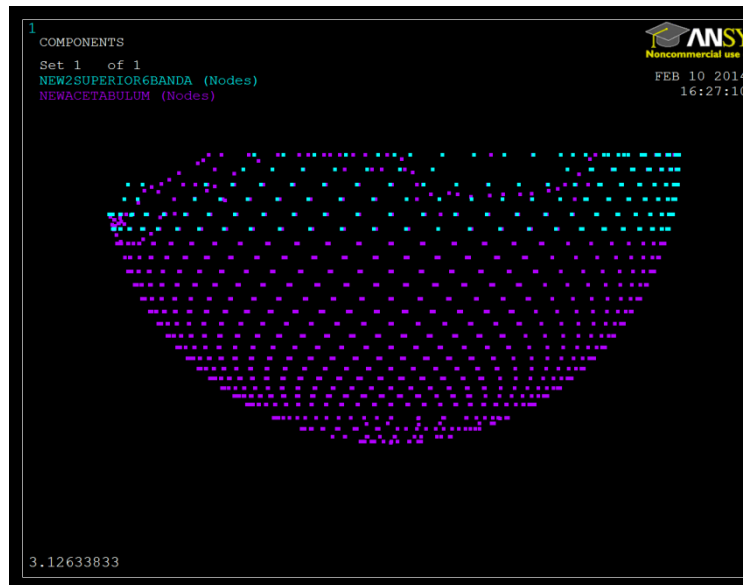 1
COMPONENTS
Set 1 of 1
NEW2SUPERIOR6BANDA (Nodes)
NEWACETABULUM (Nodes)
ANSY
Noncommercial use
FEB 10 2014
16:27:10
3.12633833